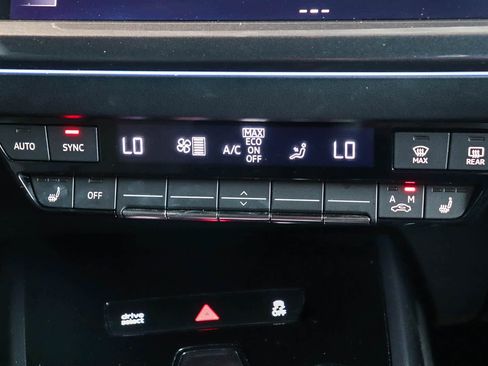 AUTO
SYNC
LO
A/C
MAX
ECO
ON
OFF
LO
MAX
REAR
OFF
A M
drive
select
OFF